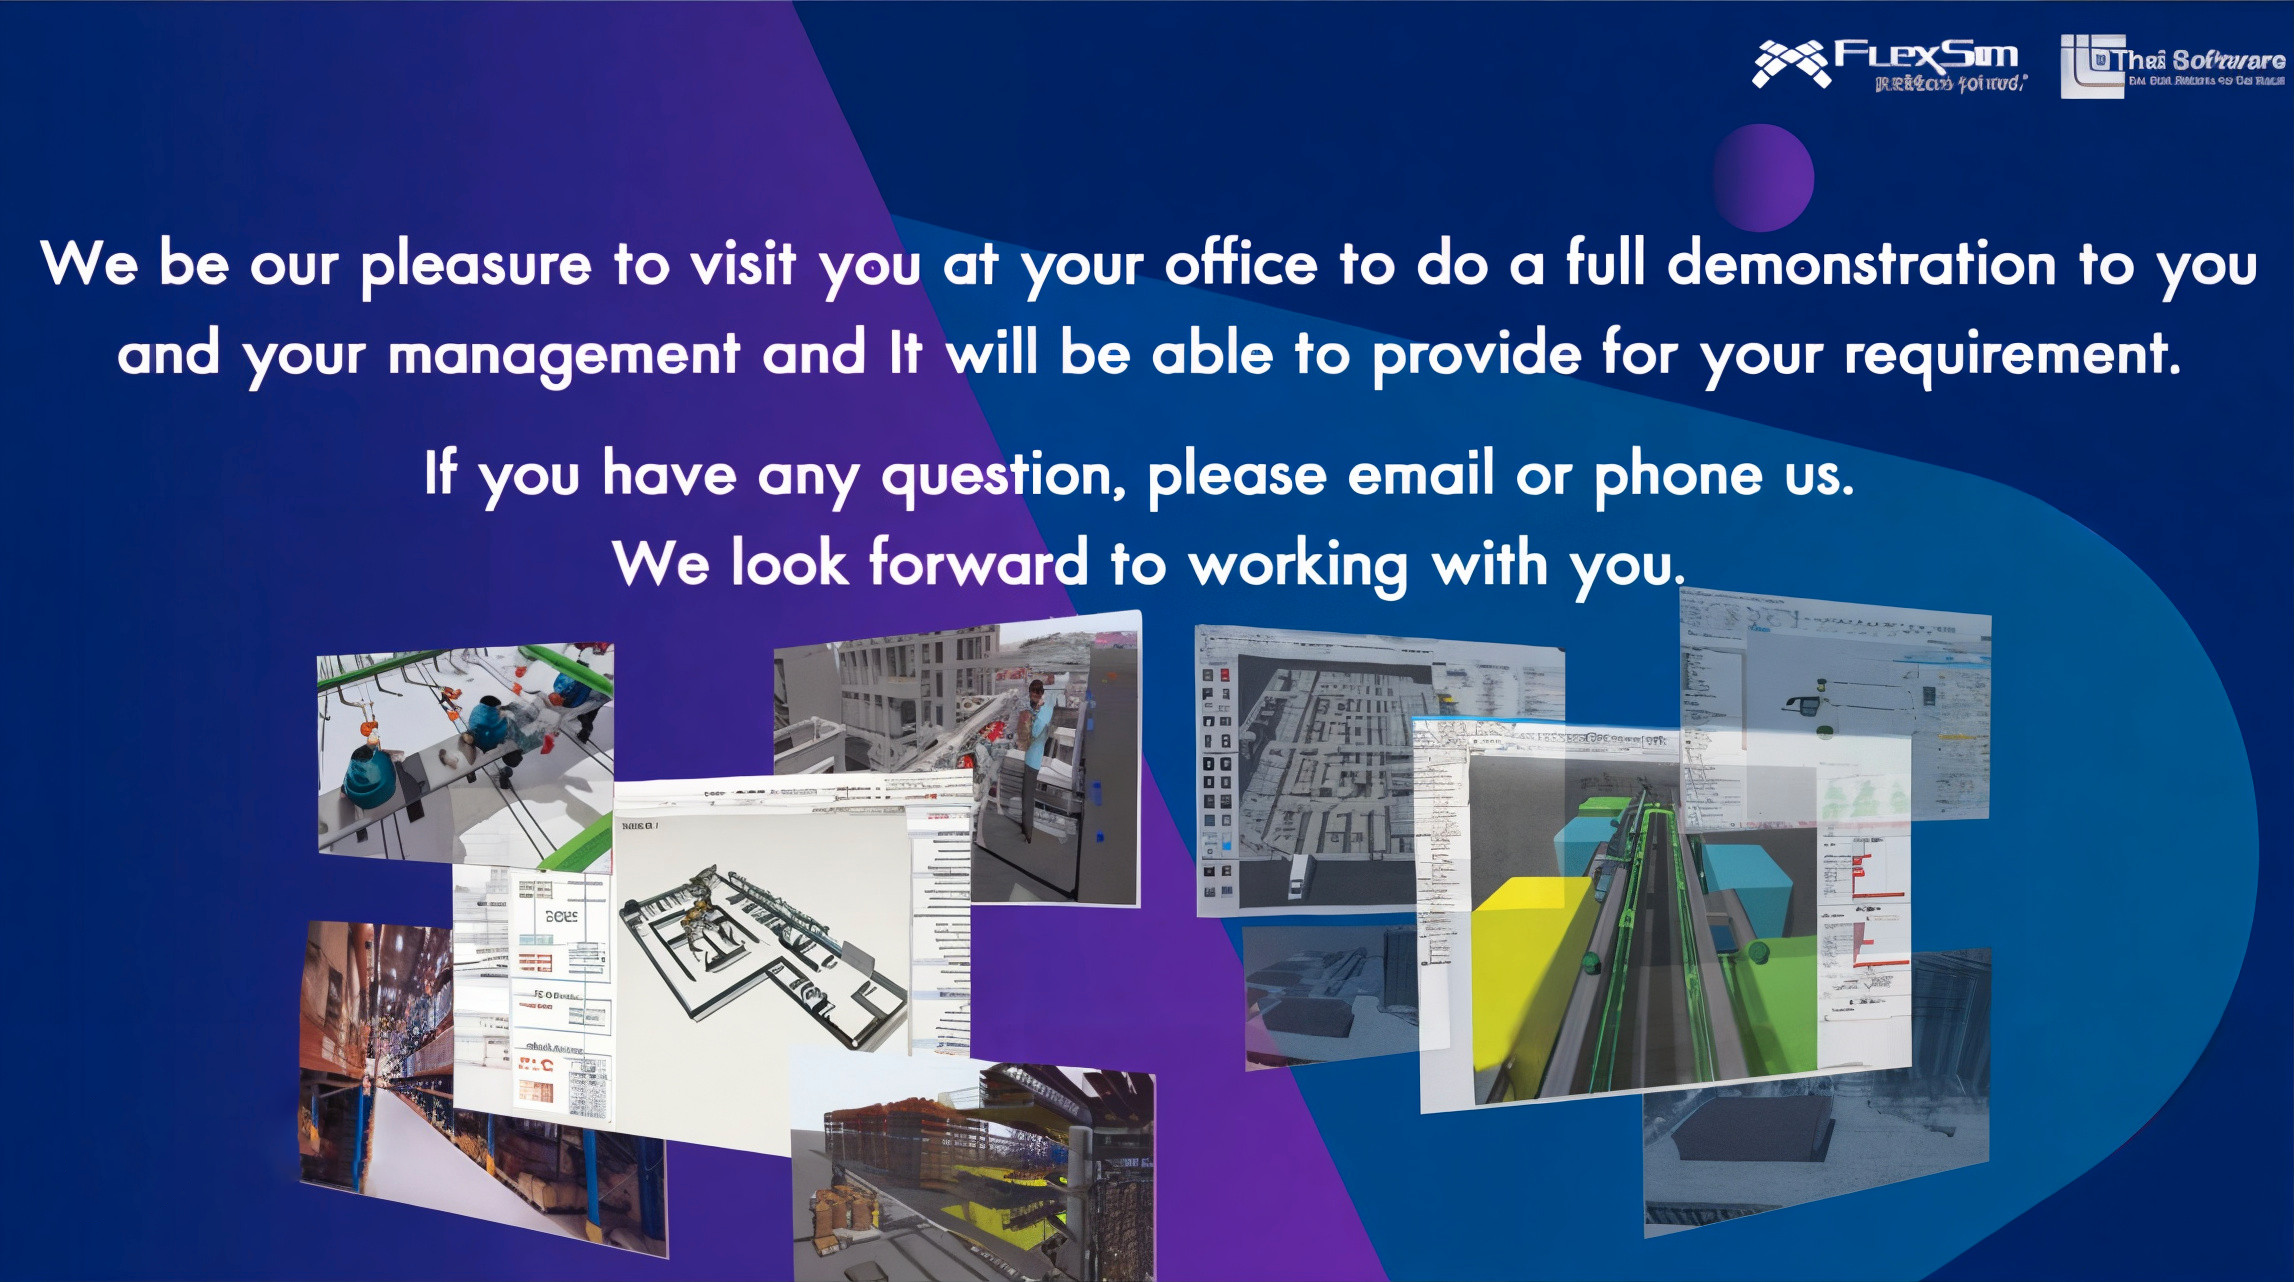 FLEXSIM
Thai Software
We be our pleasure to visit you at your office to do a full demonstration to you
and your management and It will be able to provide for your requirement.
If you have any question, please email or phone us.
We look forward to working with you.